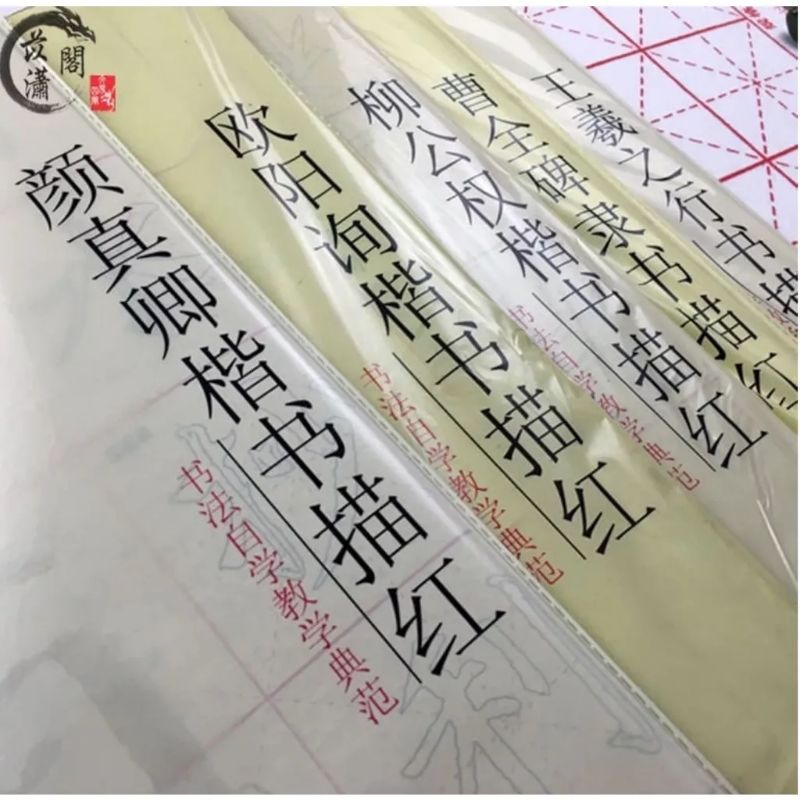 颜真卿楷书描红
书法自学教学典范
欧阳询楷书描红
书法自学教学典范
柳公权楷书描红
书法自学教学典范
曹全碑隶书描红
王羲之行书描
潇
閣